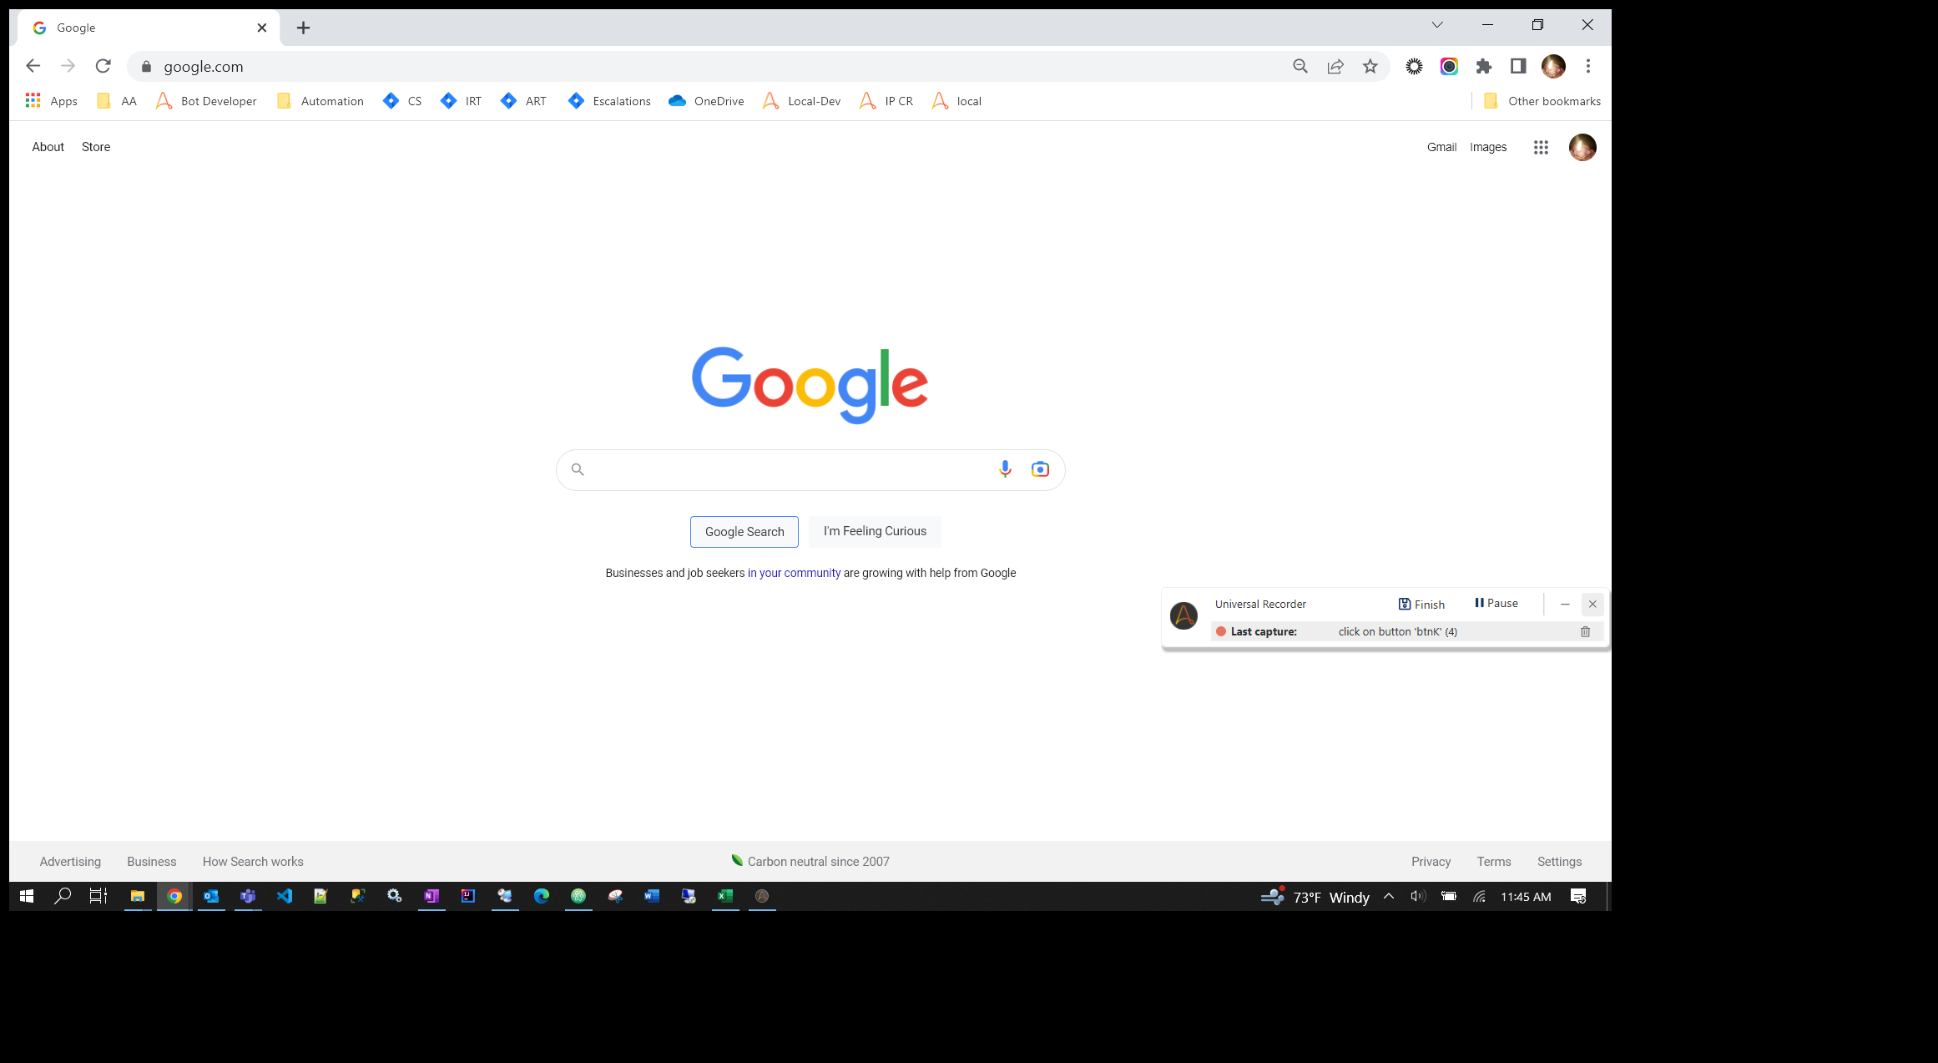 Google
google.com
Apps AA Bot Developer Automation CS IRT ART Escalations OneDrive Local-Dev IP CR local Other bookmarks
About Store Gmail Images
Google
Google Search I'm Feeling Curious
Businesses and job seekers in your community are growing with help from Google
Universal Recorder Finish Pause
Last capture: click on button 'btnK' (4)
Advertising Business How Search works Carbon neutral since 2007 Privacy Terms Settings
73°F Windy 11:45 AM